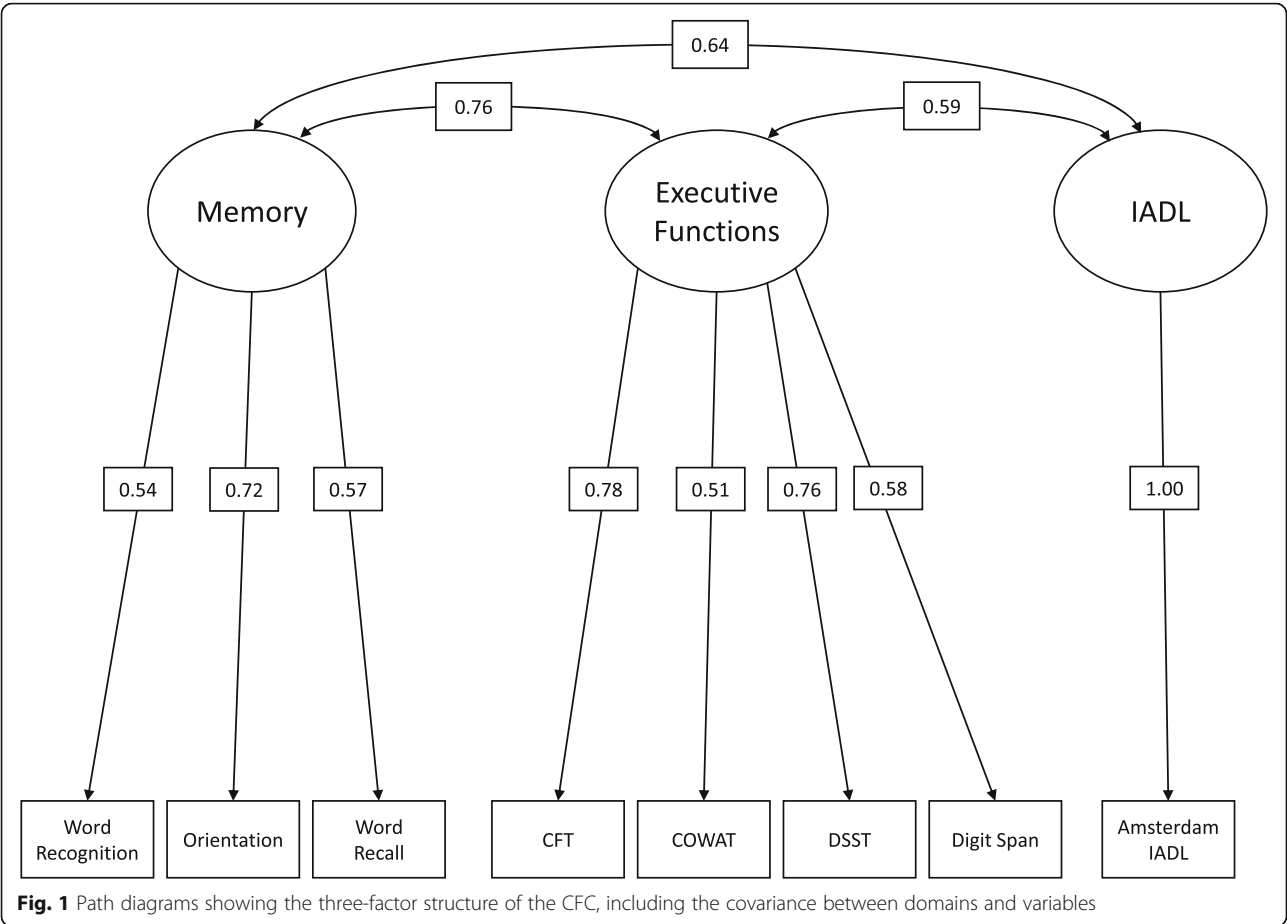 0.64
0.76
0.59
Memory
Executive
Functions
IADL
0.54
0.72
0.57
0.78
0.51
0.76
0.58
1.00
Word
Recognition
Orientation
Word
Recall
CFT
COWAT
DSST
Digit Span
Amsterdam
IADL
Fig. 1 Path diagrams showing the three-factor structure of the CFC, including the covariance between domains and variables